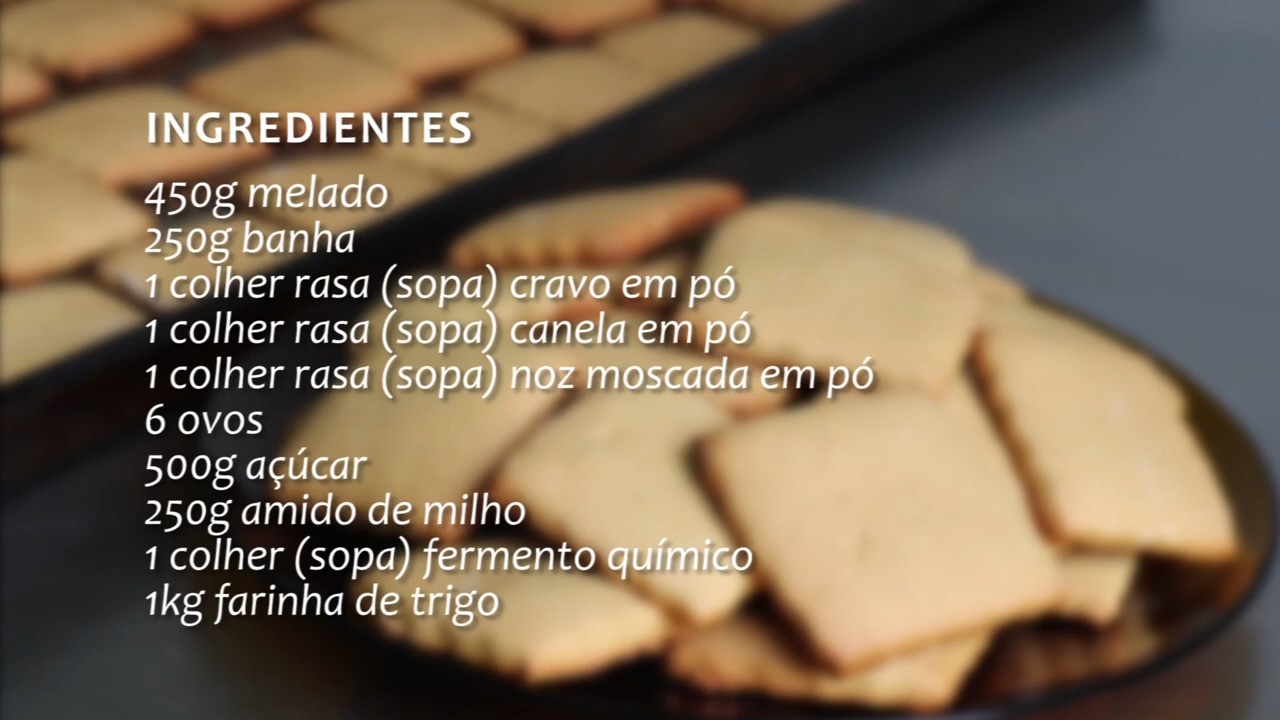 INGREDIENTES
450g melado
250g banha
1 colher rasa (sopa) cravo em pó
1 colher rasa (sopa) canela em pó
1 colher rasa (sopa) noz moscada em pó
6 ovos
500g açúcar
250g amido de milho
1 colher (sopa) fermento químico
1kg farinha de trigo